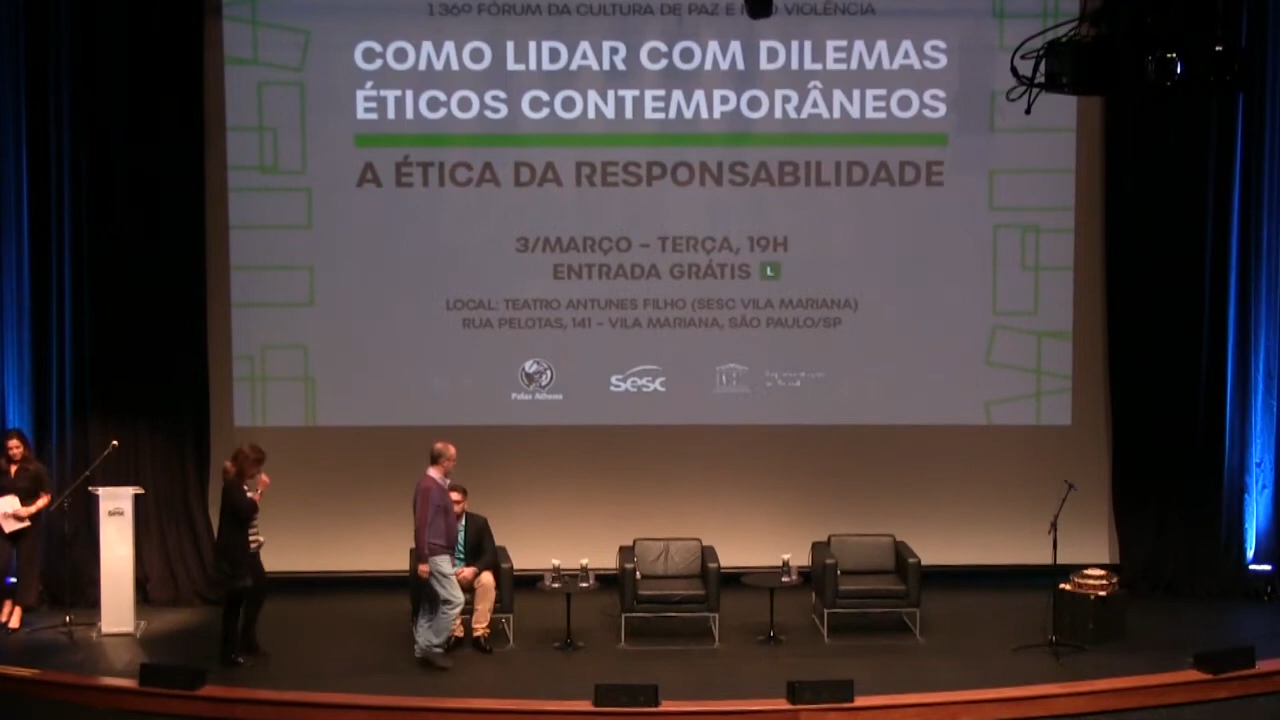 136º FÓRUM DA CULTURA DE PAZ E NÃO VIOLÊNCIA
COMO LIDAR COM DILEMAS
ÉTICOS CONTEMPORÂNEOS
A ÉTICA DA RESPONSABILIDADE
3/MARÇO – TERÇA, 19H
ENTRADA GRÁTIS L
LOCAL: TEATRO ANTUNES FILHO (SESC VILA MARIANA)
RUA PELOTAS, 141 – VILA MARIANA, SÃO PAULO/SP
Palas Athena
Sesc
Sesc